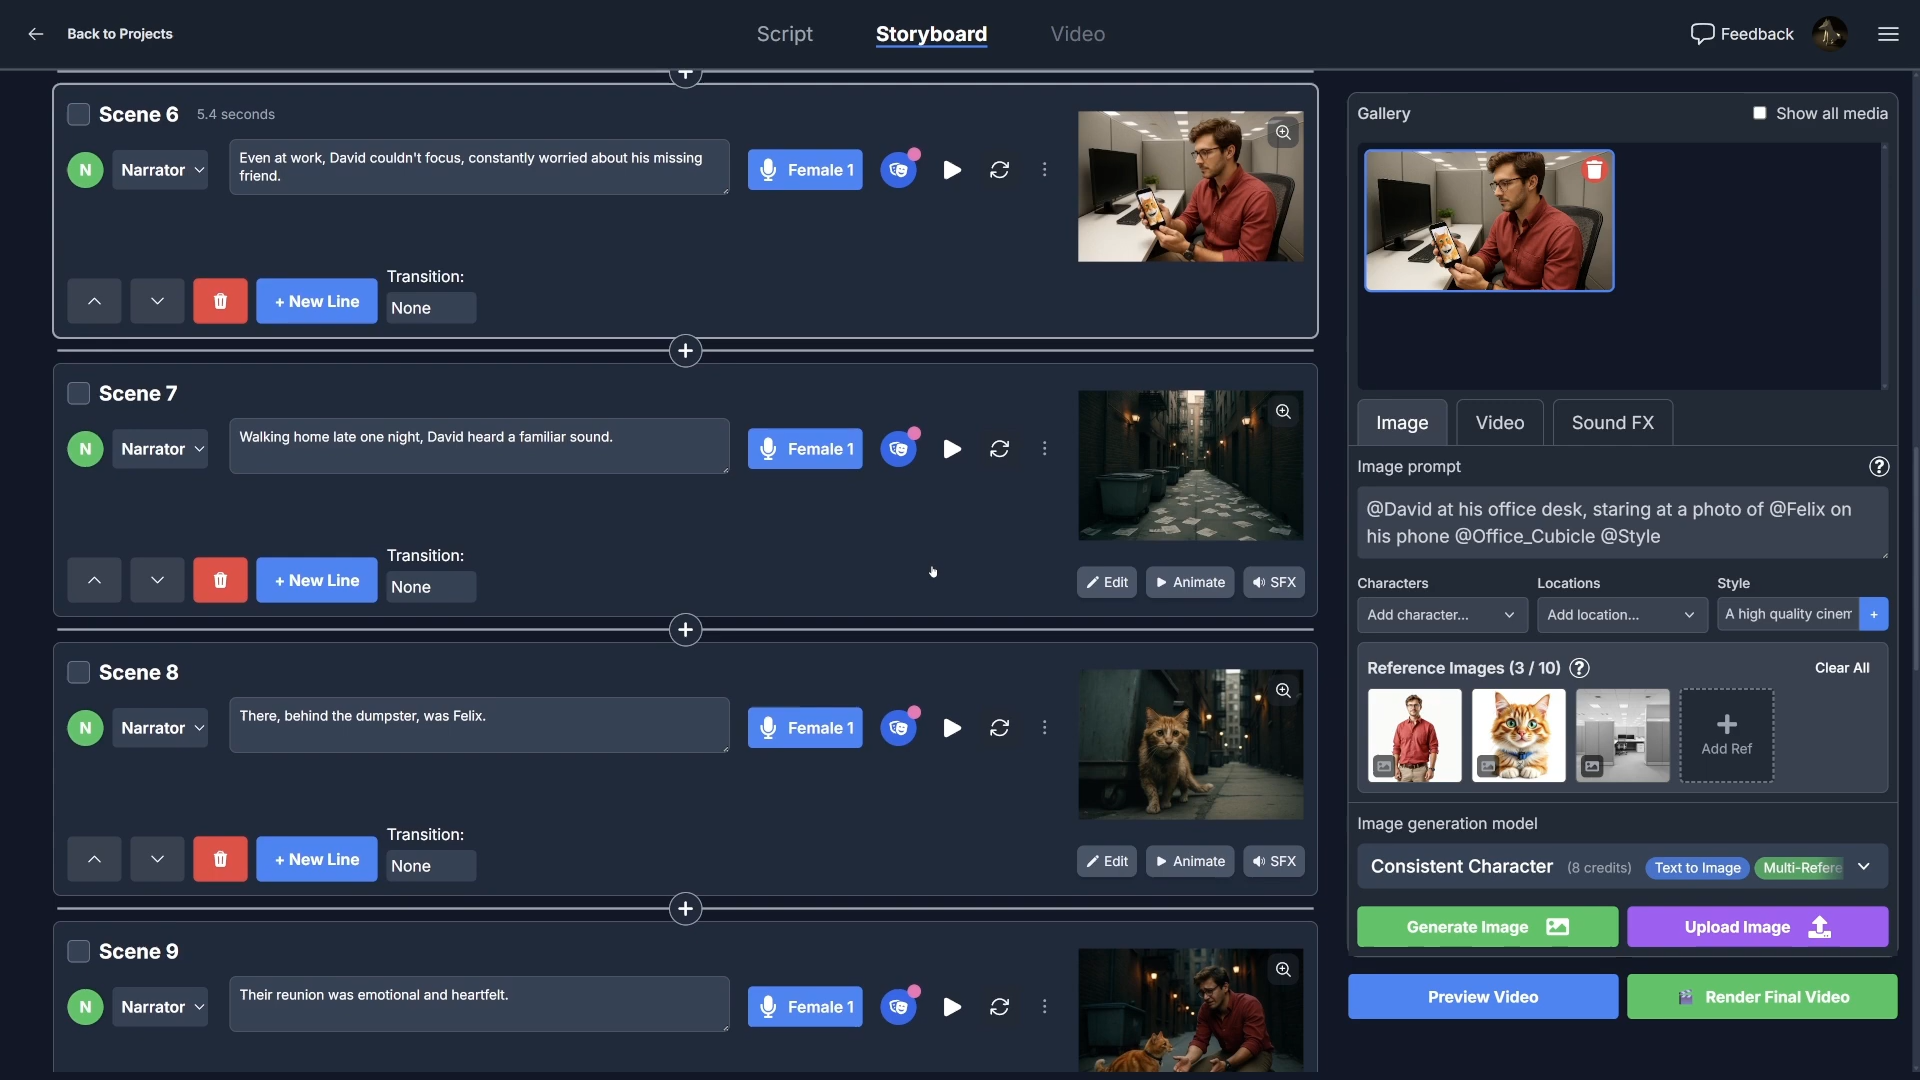 Back to Projects
Script
Storyboard
Video
Feedback
Scene 6
5.4 seconds
N
Narrator
Even at work, David couldn't focus, constantly worried about his missing
friend.
Female 1
+ New Line
Transition:
None
Scene 7
N
Narrator
Walking home late one night, David heard a familiar sound.
Female 1
+ New Line
Transition:
None
Edit
Animate
SFX
Scene 8
N
Narrator
There, behind the dumpster, was Felix.
Female 1
+ New Line
Transition:
None
Edit
Animate
SFX
Scene 9
N
Narrator
Their reunion was emotional and heartfelt.
Female 1
Gallery
Show all media
Image
Video
Sound FX
Image prompt
?
@David at his office desk, staring at a photo of @Felix on
his phone @Office_Cubicle @Style
Characters
Locations
Style
Add character...
Add location...
A high quality cinem
+
Reference Images (3 / 10)
?
Clear All
Add Ref
Image generation model
Consistent Character
(8 credits)
Text to Image
Multi-Refere
Generate Image
Upload Image
Preview Video
Render Final Video